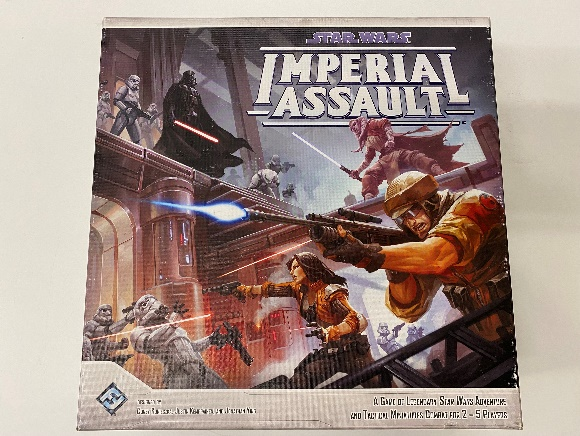 STAR WARS
IMPERIAL
ASSAULT
A Game of Legendary Star Wars Adventure
and Tactical Miniatures Combat for 2 – 5 Players